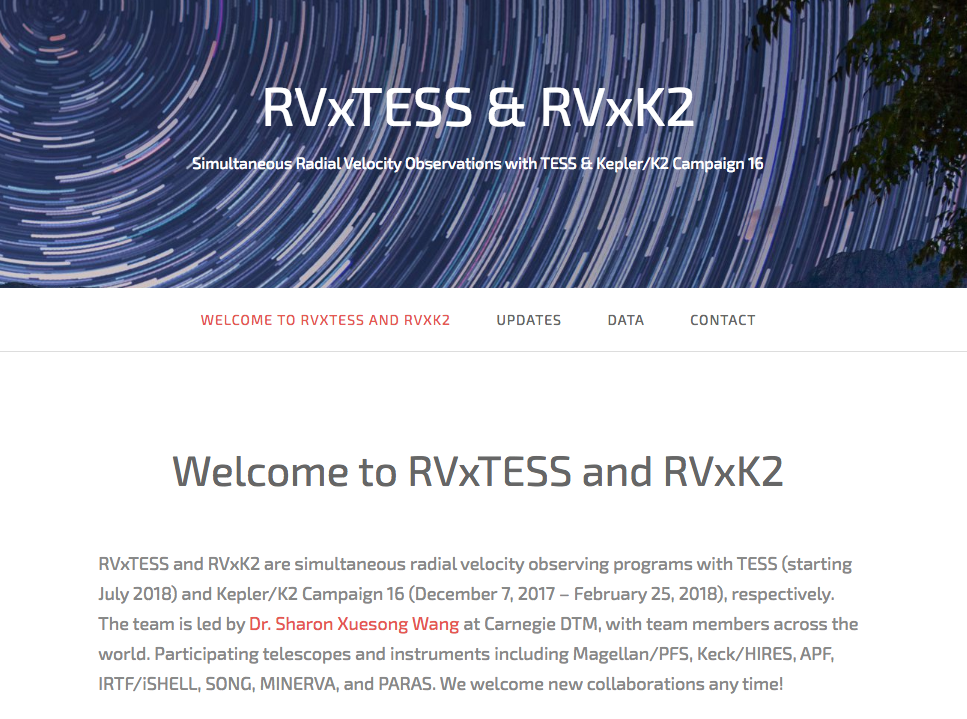 RVxTESS & RVxK2
Simultaneous Radial Velocity Observations with TESS & Kepler/K2 Campaign 16
WELCOME TO RVXTESS AND RVXK2 UPDATES DATA CONTACT
Welcome to RVxTESS and RVxK2
RVxTESS and RVxK2 are simultaneous radial velocity observing programs with TESS (starting
July 2018) and Kepler/K2 Campaign 16 (December 7, 2017 – February 25, 2018), respectively.
The team is led by Dr. Sharon Xuesong Wang at Carnegie DTM, with team members across the
world. Participating telescopes and instruments including Magellan/PFS, Keck/HIRES, APF,
IRTF/iSHELL, SONG, MINERVA, and PARAS. We welcome new collaborations any time!